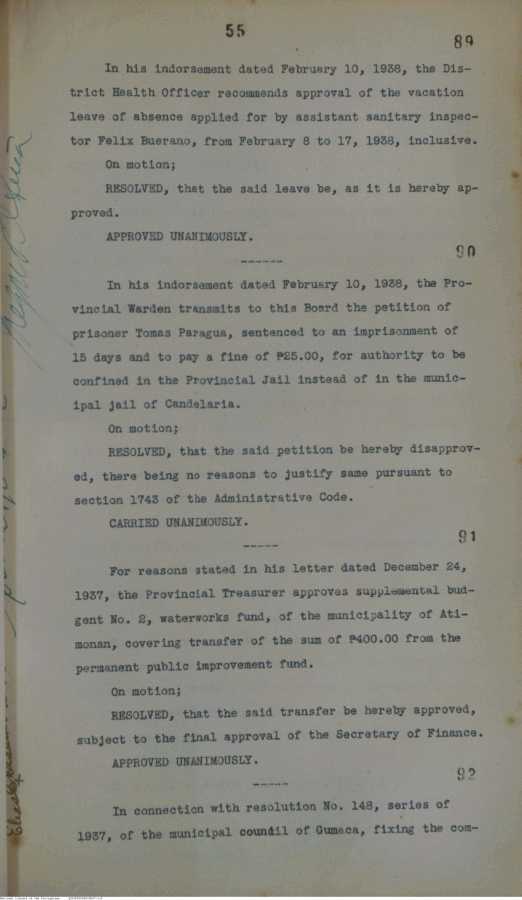 55
89
In his indorsement dated February 10, 1938, the Dis-
trict Health Officer recommends approval of the vacation
leave of absence applied for by assistant sanitary inspec-
tor Felix Buerano, from February 8 to 17, 1938, inclusive.
On motion;
RESOLVED, that the said leave be, as it is hereby ap-
proved.
APPROVED UNANIMOUSLY.
------
90
In his indorsement dated February 10, 1938, the Pro-
vincial Warden transmits to this Board the petition of
prisoner Tomas Paragua, sentenced to an imprisonment of
15 days and to pay a fine of ₱25.00, for authority to be
confined in the Provincial Jail instead of in the munic-
ipal jail of Candelaria.
On motion;
RESOLVED, that the said petition be hereby disapprov-
ed, there being no reasons to justify same pursuant to
section 1743 of the Administrative Code.
CARRIED UNANIMOUSLY.
-----
91
For reasons stated in his letter dated December 24,
1937, the Provincial Treasurer approves supplemental bud-
gent No. 2, waterworks fund, of the municipality of Ati-
monan, covering transfer of the sum of ₱400.00 from the
permanent public improvement fund.
On motion;
RESOLVED, that the said transfer be hereby approved,
subject to the final approval of the Secretary of Finance.
APPROVED UNANIMOUSLY.
-----
92
In connection with resolution No. 148, series of
1937, of the municipal coundil of Gumaca, fixing the com-